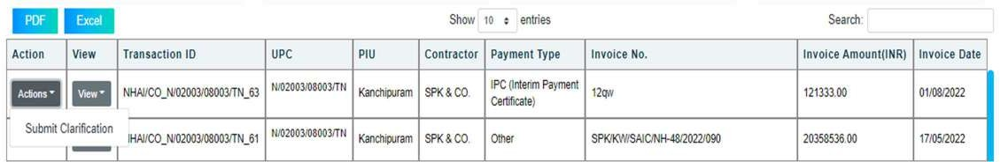 PDF Excel Show 10 entries Search:
Action View Transaction ID UPC PIU Contractor Payment Type Invoice No. Invoice Amount(INR) Invoice Date
Actions View NHAI/CO_N/02003/08003/TN_63 N/02003/08003/TN Kanchipuram SPK & CO. IPC (Interim Payment 12qw 121333.00 01/08/2022
Certificate)
Submit Clarification HAI/CO_N/02003/08003/TN_61 N/02003/08003/TN Kanchipuram SPK & CO. Other SPK/KW/SAIC/NH-48/2022/090 20358536.00 17/05/2022